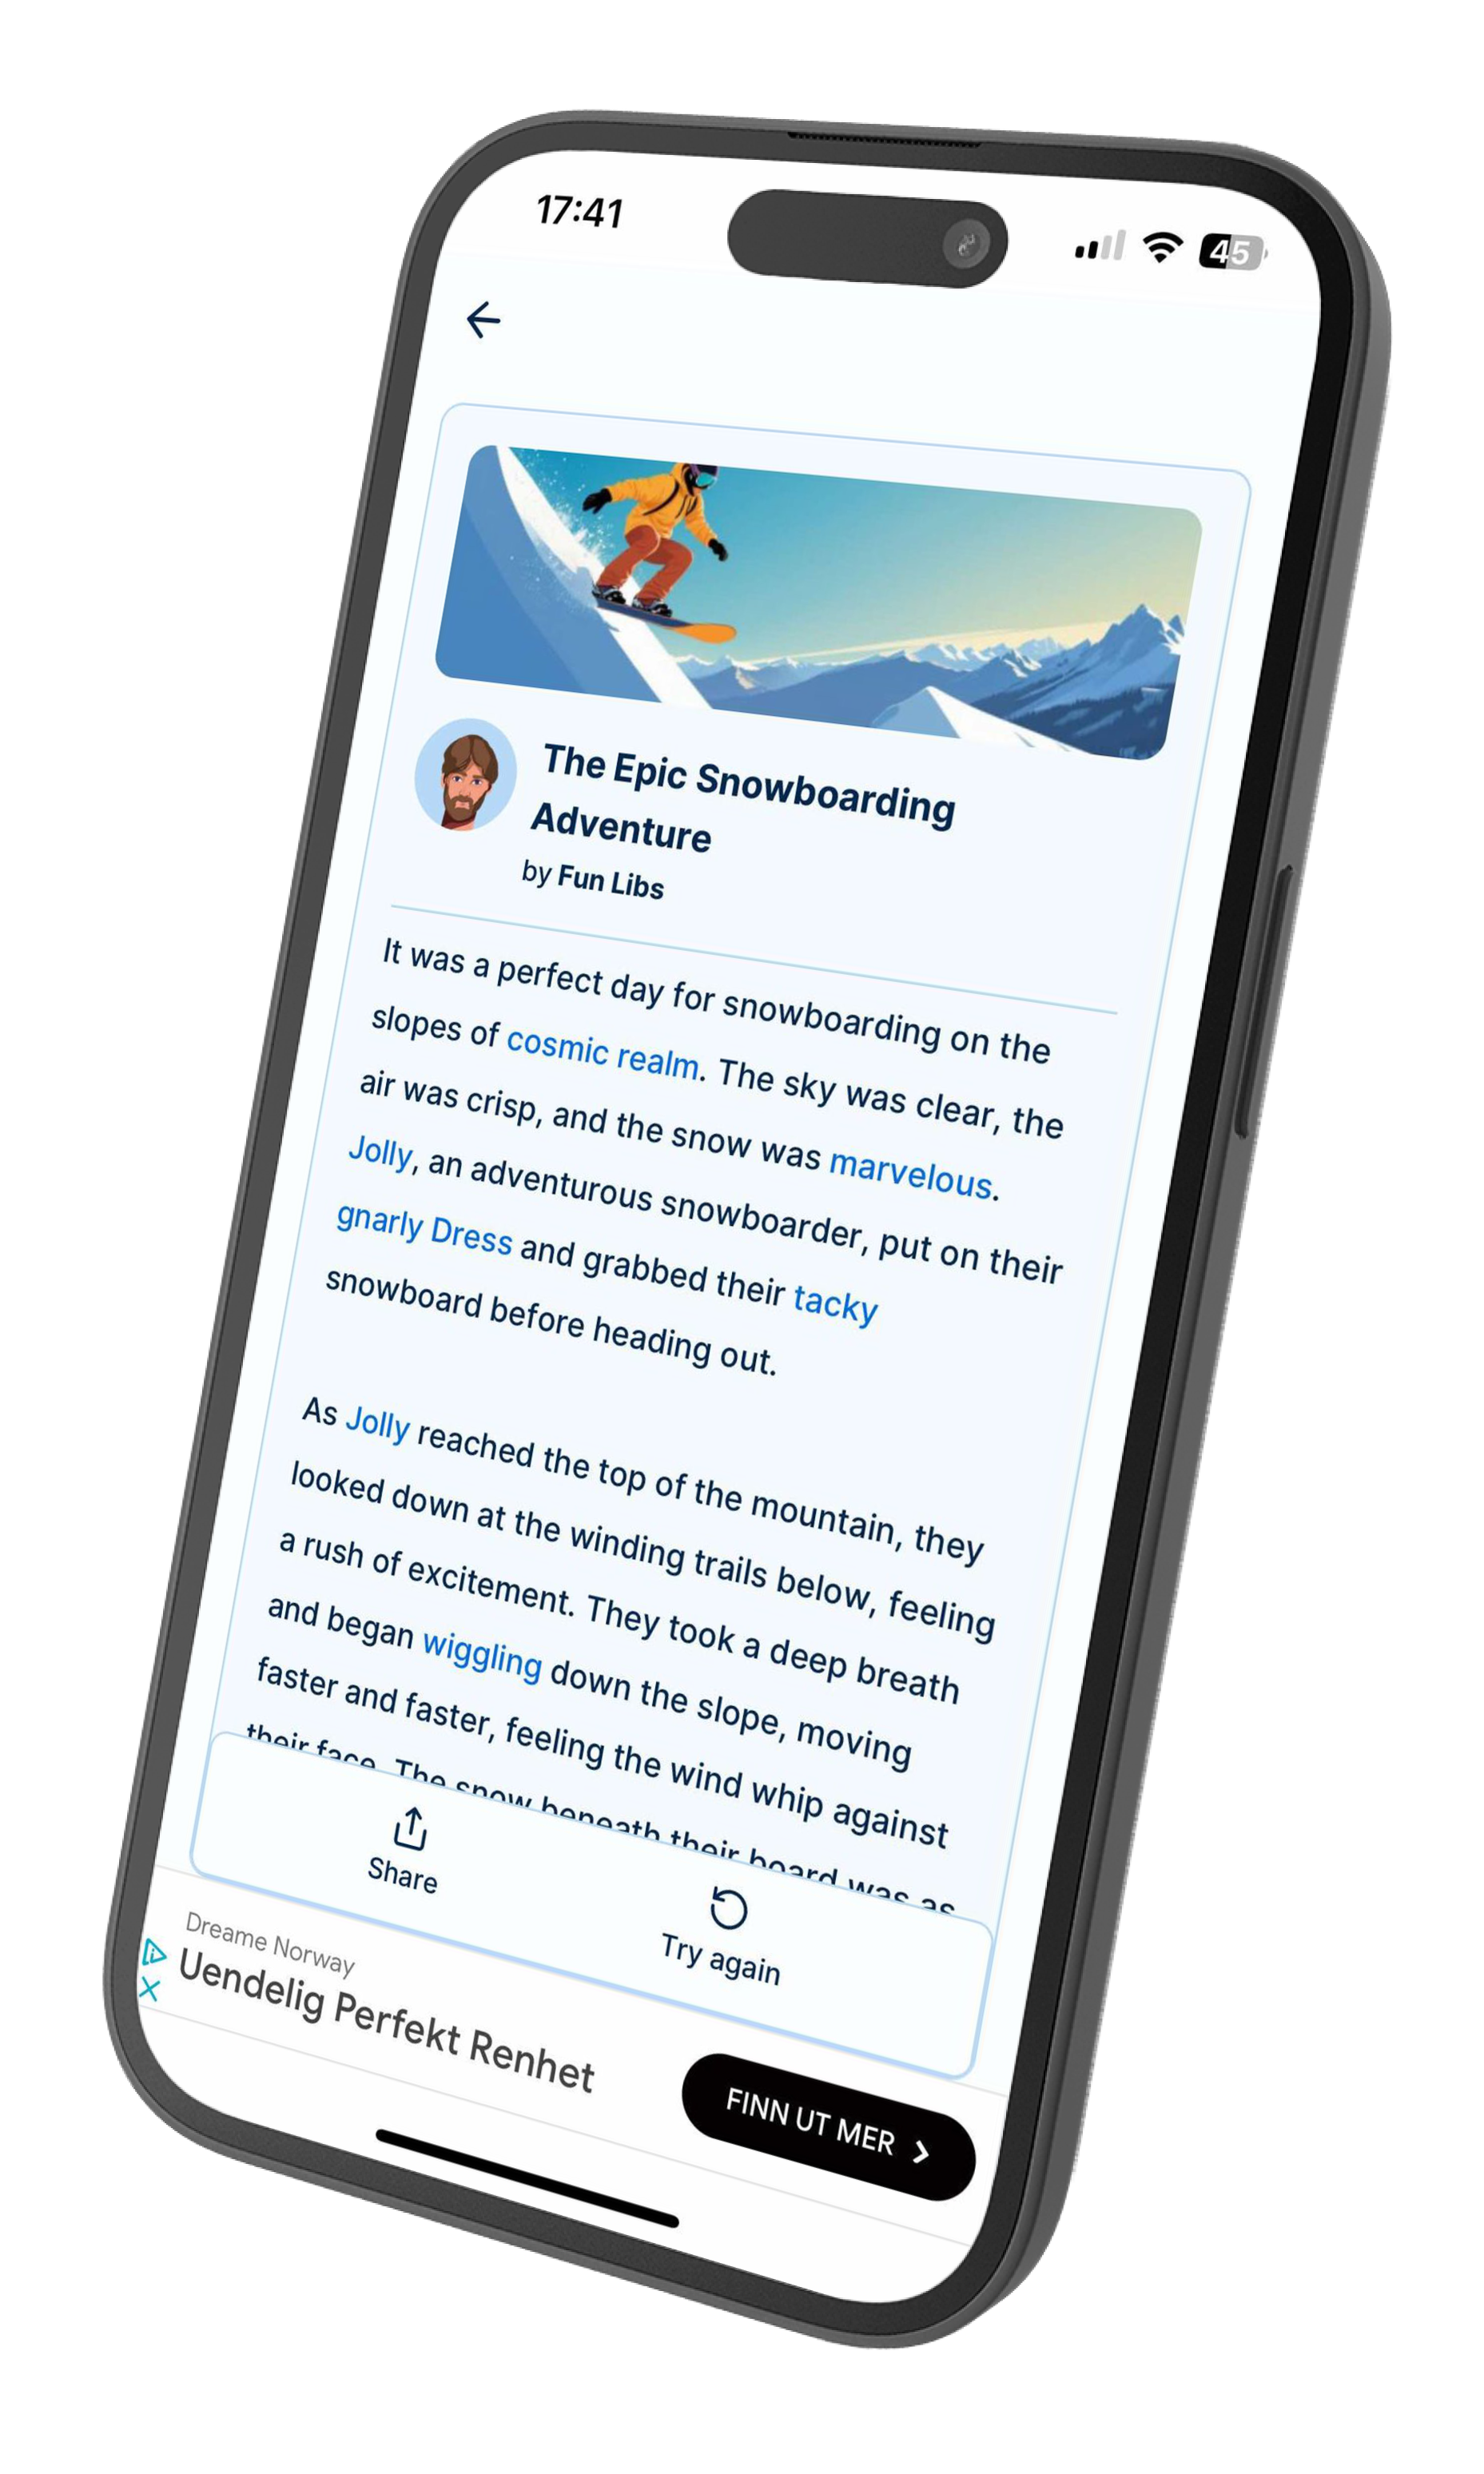 17:41
45
The Epic Snowboarding
Adventure
by Fun Libs
It was a perfect day for snowboarding on the
slopes of cosmic realm. The sky was clear, the
air was crisp, and the snow was marvelous.
Jolly, an adventurous snowboarder, put on their
gnarly Dress and grabbed their tacky
snowboard before heading out.
As Jolly reached the top of the mountain, they
looked down at the winding trails below, feeling
a rush of excitement. They took a deep breath
and began wiggling down the slope, moving
faster and faster, feeling the wind whip against
their face. The snow beneath their board was as
Share
Try again
Dreame Norway
Uendelig Perfekt Renhet
FINN UT MER